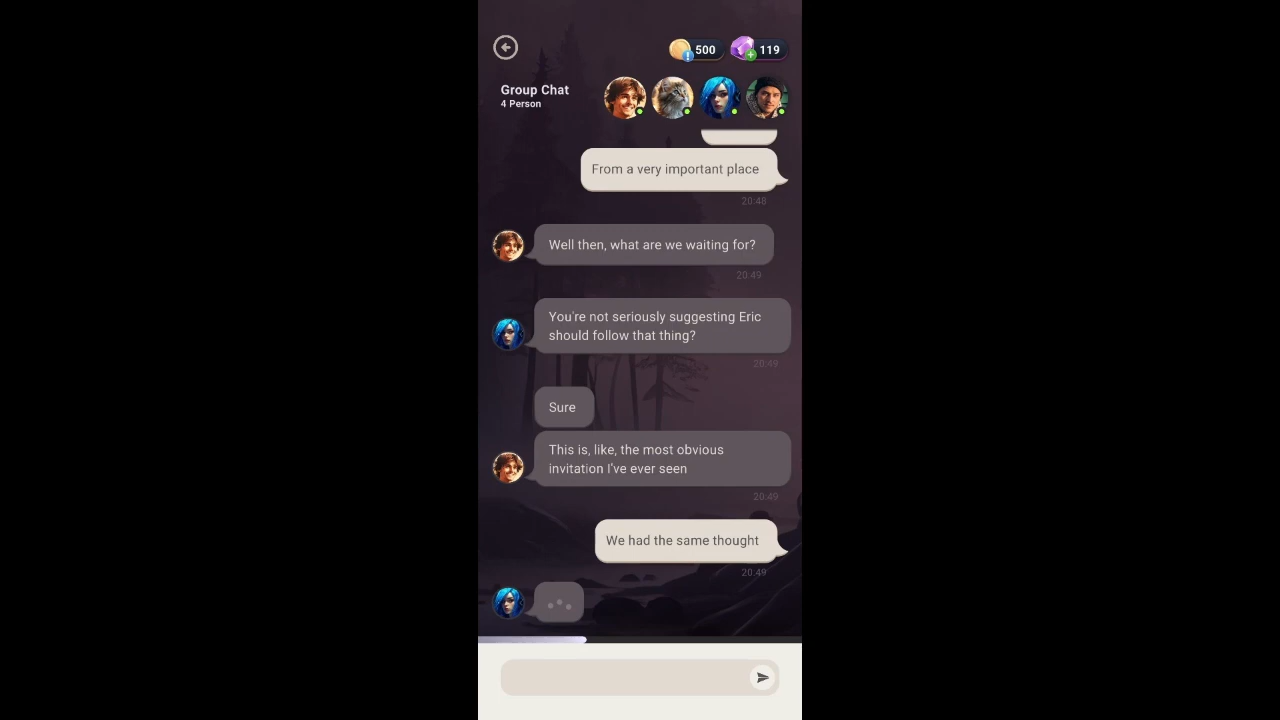 500
119
Group Chat
4 Person
From a very important place
20:48
Well then, what are we waiting for?
20:49
You're not seriously suggesting Eric
should follow that thing?
20:49
Sure
This is, like, the most obvious
invitation I've ever seen
20:49
We had the same thought
20:49